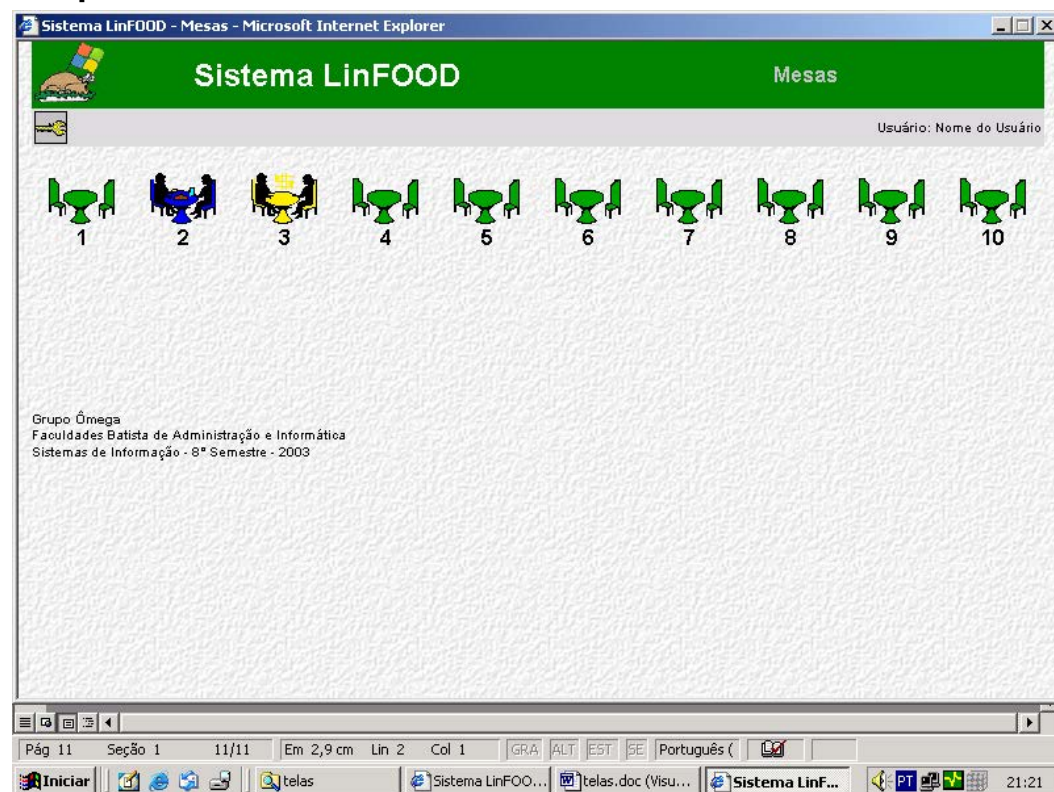 Sistema LinFOOD - Mesas - Microsoft Internet Explorer
Sistema LinFOOD
Mesas
Usuário: Nome do Usuário
1 2 3 4 5 6 7 8 9 10
Grupo Ômega
Faculdades Batista de Administração e Informática
Sistemas de Informação - 8° Semestre - 2003
Pág 11 Seção 1 11/11 Em 2,9 cm Lin 2 Col 1 GRA ALT EST SE Português (
Iniciar telas Sistema LinFOO... telas.doc (Visu... Sistema LinF... PT 21:21